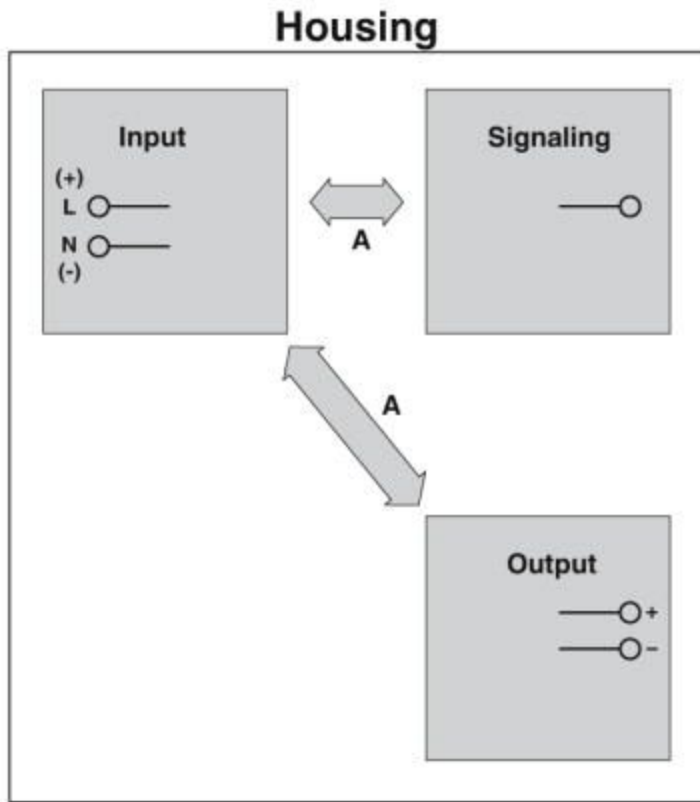 Housing
Input
(+)
L
N
(-)
A
Signaling
A
Output
+
-